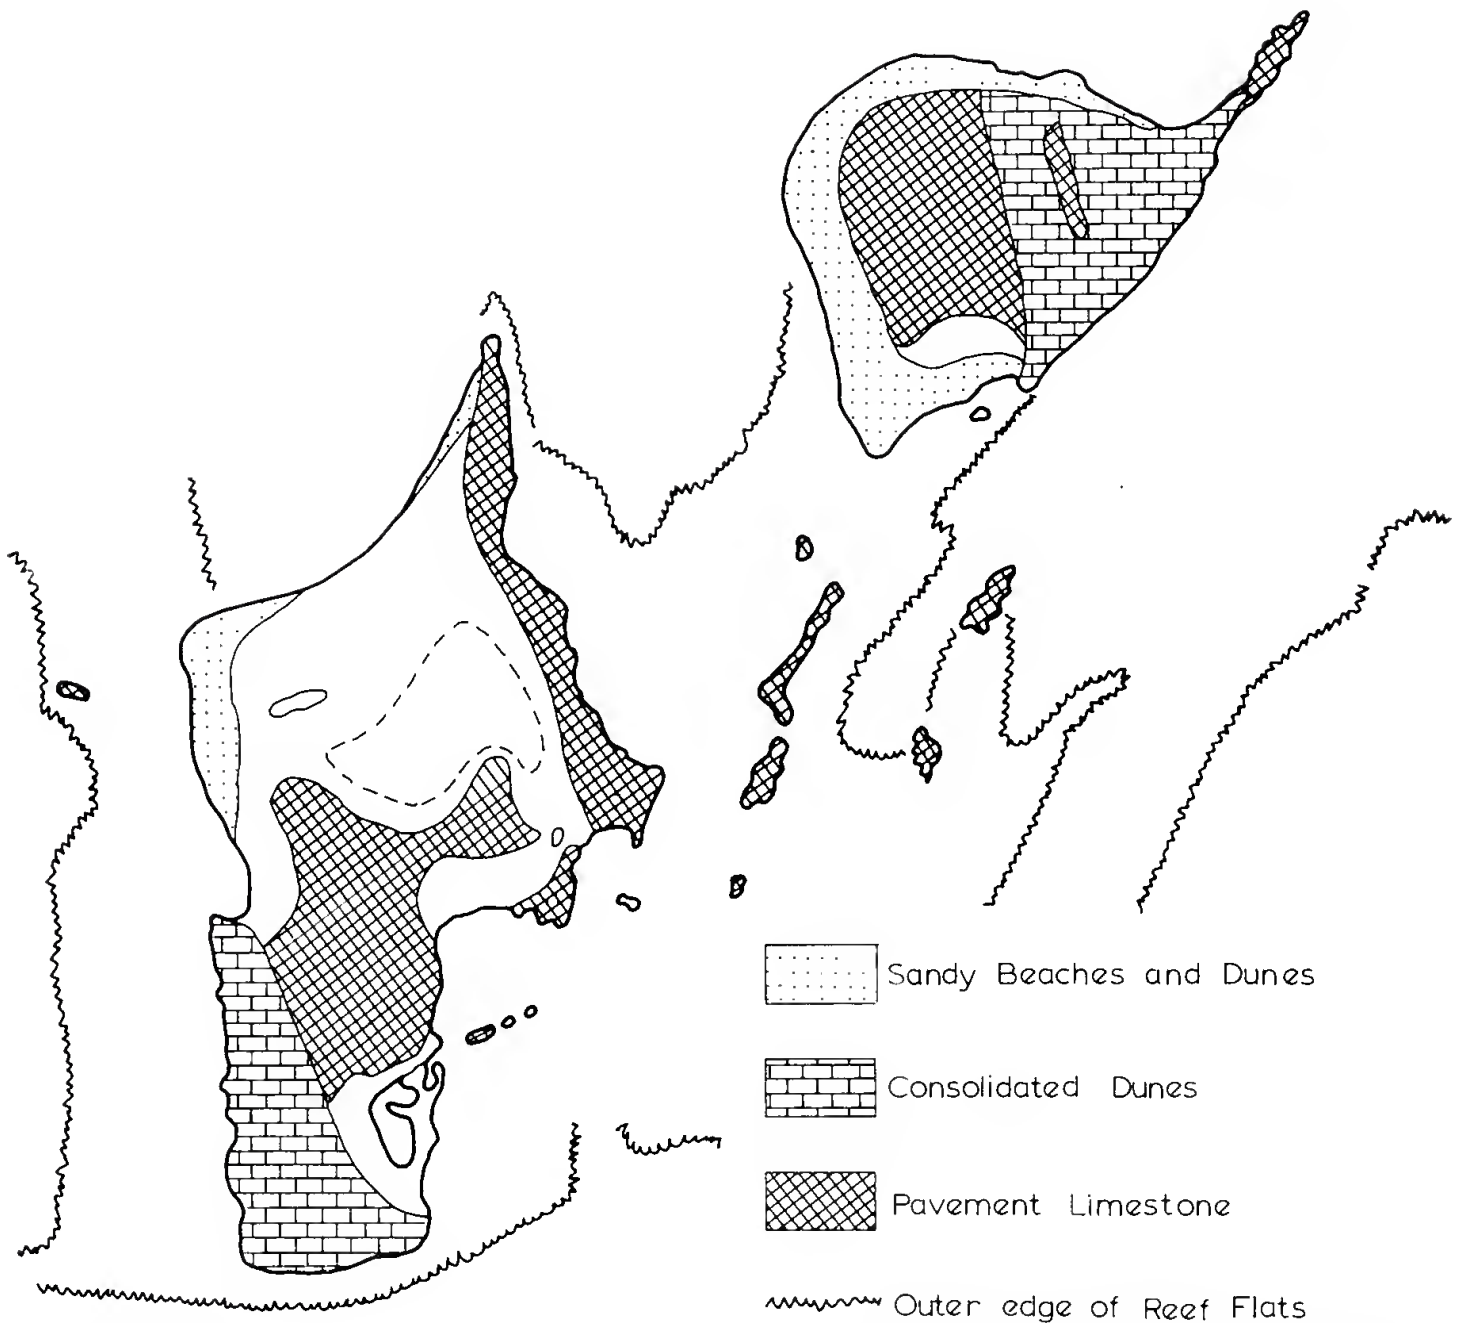 Sandy Beaches and Dunes
Consolidated Dunes
Pavement Limestone
Outer edge of Reef Flats